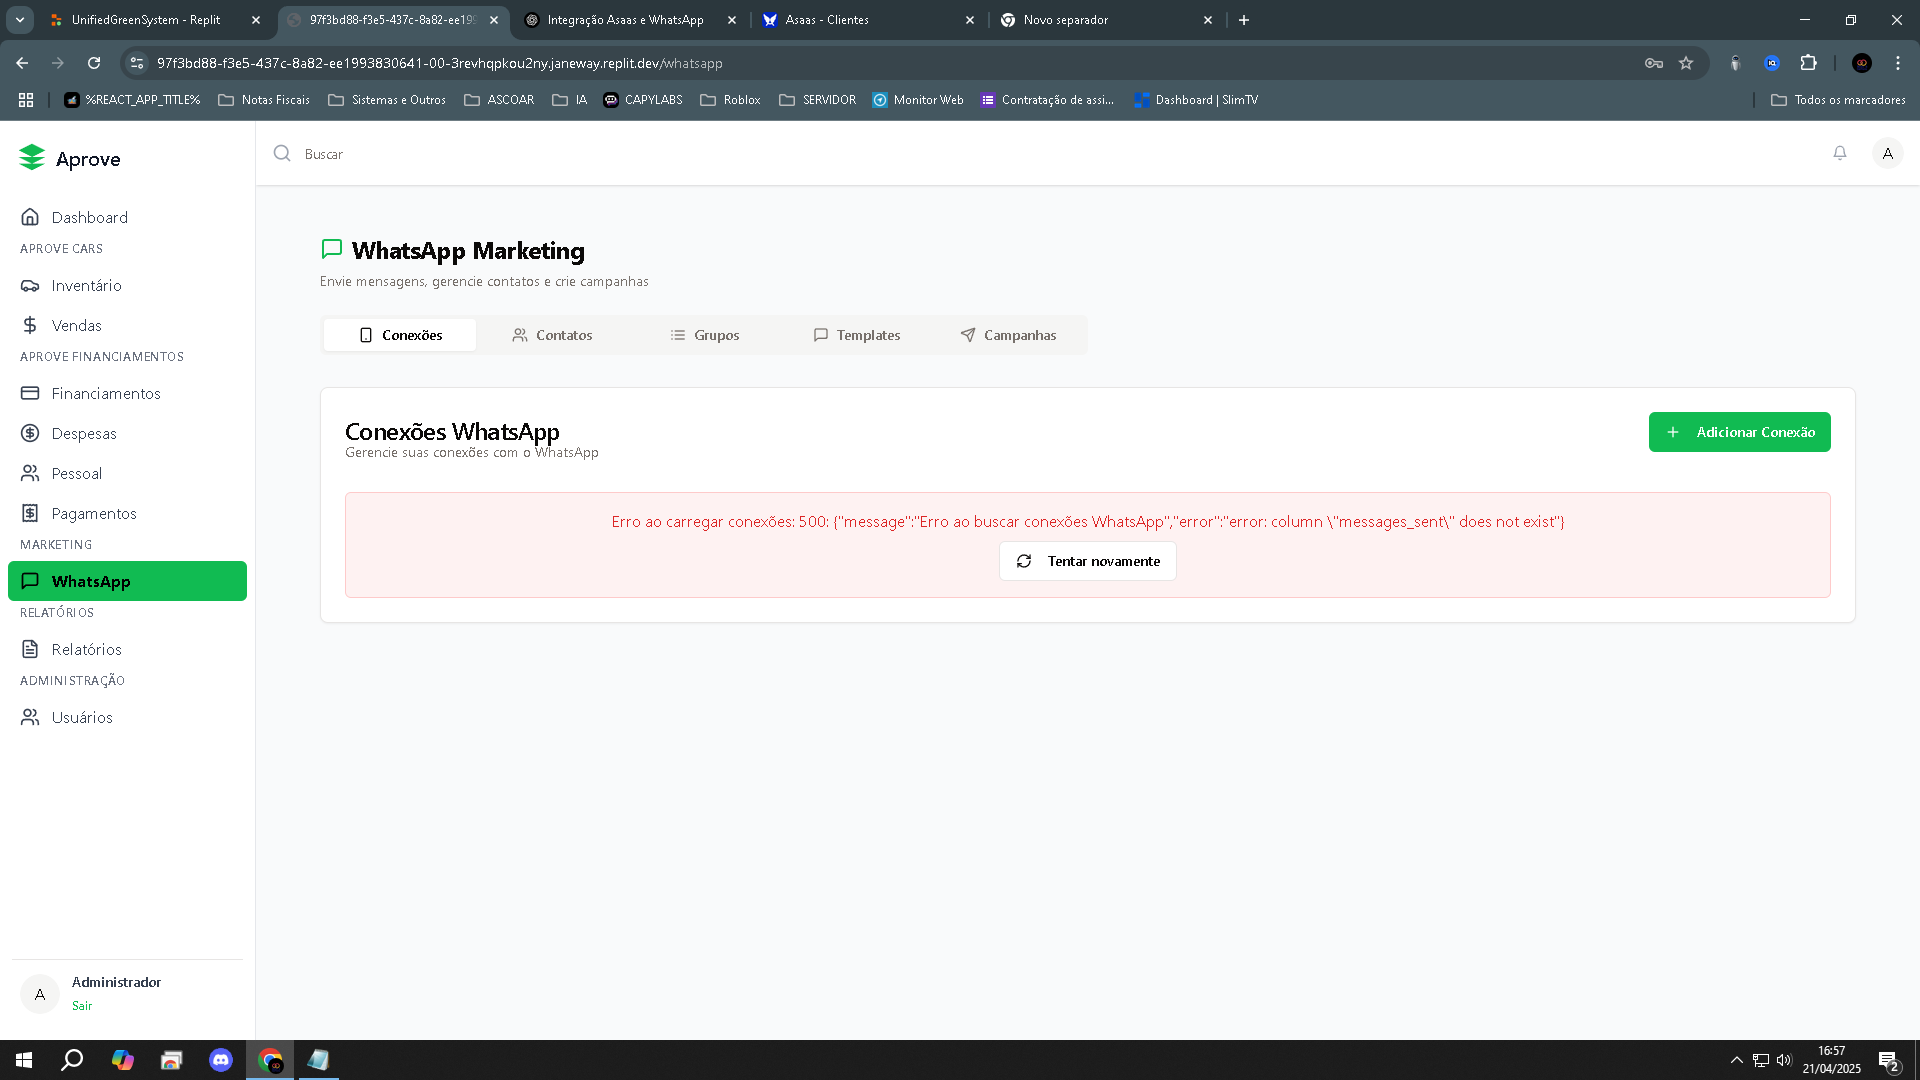 UnifiedGreenSystem - Replit
97f3bd88-f3e5-437c-8a82-ee199
Integração Asaas e WhatsApp
Asaas - Clientes
Novo separador
97f3bd88-f3e5-437c-8a82-ee1993830641-00-3revhqpkou2ny.janeway.replit.dev/whatsapp
%REACT_APP_TITLE%
Notas Fiscais
Sistemas e Outros
ASCOAR
IA
CAPYLABS
Roblox
SERVIDOR
Monitor Web
Contratação de assi...
Dashboard | SlimTV
Todos os marcadores
Aprove
Buscar
A
Dashboard
APROVE CARS
Inventário
Vendas
APROVE FINANCIAMENTOS
Financiamentos
Despesas
Pessoal
Pagamentos
MARKETING
WhatsApp
RELATÓRIOS
Relatórios
ADMINISTRAÇÃO
Usuários
A
Administrador
Sair
WhatsApp Marketing
Envie mensagens, gerencie contatos e crie campanhas
Conexões
Contatos
Grupos
Templates
Campanhas
Conexões WhatsApp
Gerencie suas conexões com o WhatsApp
Adicionar Conexão
Erro ao carregar conexões: 500: {"message":"Erro ao buscar conexões WhatsApp","error":"error: column \"messages_sent\" does not exist"}
Tentar novamente
16:57
21/04/2025
2